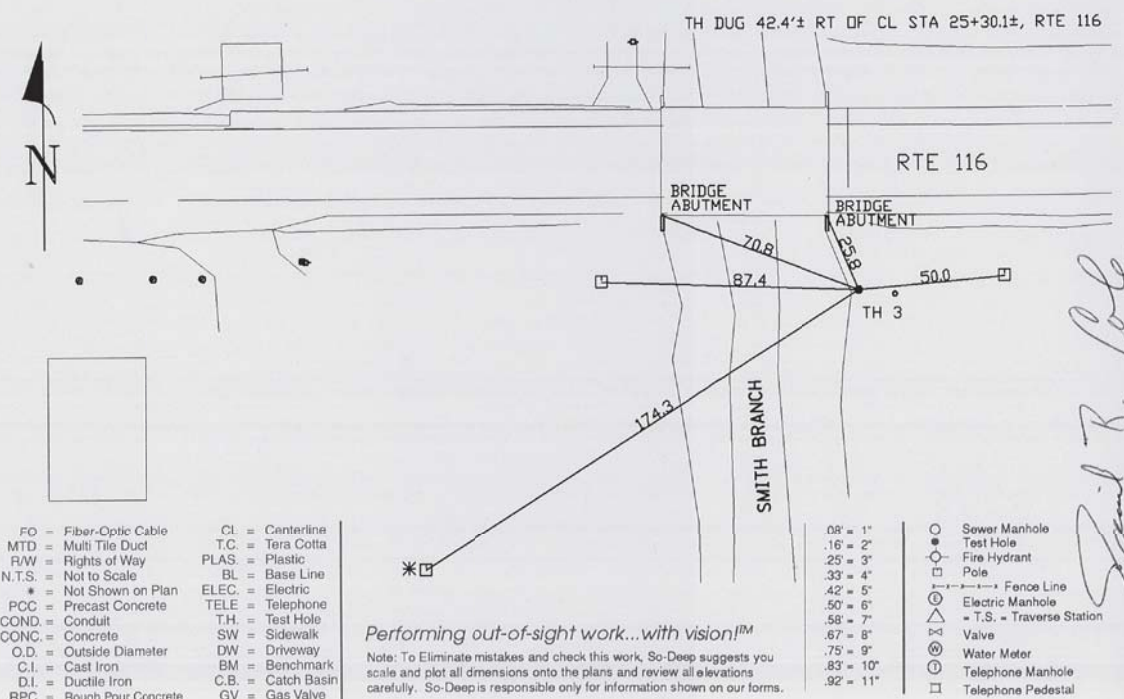 TH DUG 42.4'± RT OF CL STA 25+30.1±, RTE 116
N
RTE 116
BRIDGE
ABUTMENT
BRIDGE
ABUTMENT
70.8
25.8
87.4
50.0
TH 3
174.3
SMITH BRANCH
*
FO = Fiber-Optic Cable
MTD = Multi Tile Duct
R/W = Rights of Way
N.T.S. = Not to Scale
* = Not Shown on Plan
PCC = Precast Concrete
COND. = Conduit
CONC. = Concrete
O.D. = Outside Diameter
C.I. = Cast Iron
D.I. = Ductile Iron
RPC = Rough Pour Concrete
CL = Centerline
T.C. = Tera Cotta
PLAS. = Plastic
BL = Base Line
ELEC. = Electric
TELE = Telephone
T.H. = Test Hole
SW = Sidewalk
DW = Driveway
BM = Benchmark
C.B. = Catch Basin
GV = Gas Valve
Performing out-of-sight work...with vision!™
Note: To Eliminate mistakes and check this work, So-Deep suggests you
scale and plot all dimensions onto the plans and review all elevations
carefully. So-Deep is responsible only for information shown on our forms.
.08' = 1"
.16' = 2"
.25' = 3"
.33' = 4"
.42' = 5"
.50' = 6"
.58' = 7"
.67' = 8"
.75' = 9"
.83' = 10"
.92' = 11"
Sewer Manhole
Test Hole
Fire Hydrant
Pole
Fence Line
E Electric Manhole
= T.S. = Traverse Station
Valve
W Water Meter
T Telephone Manhole
Telephone Pedestal